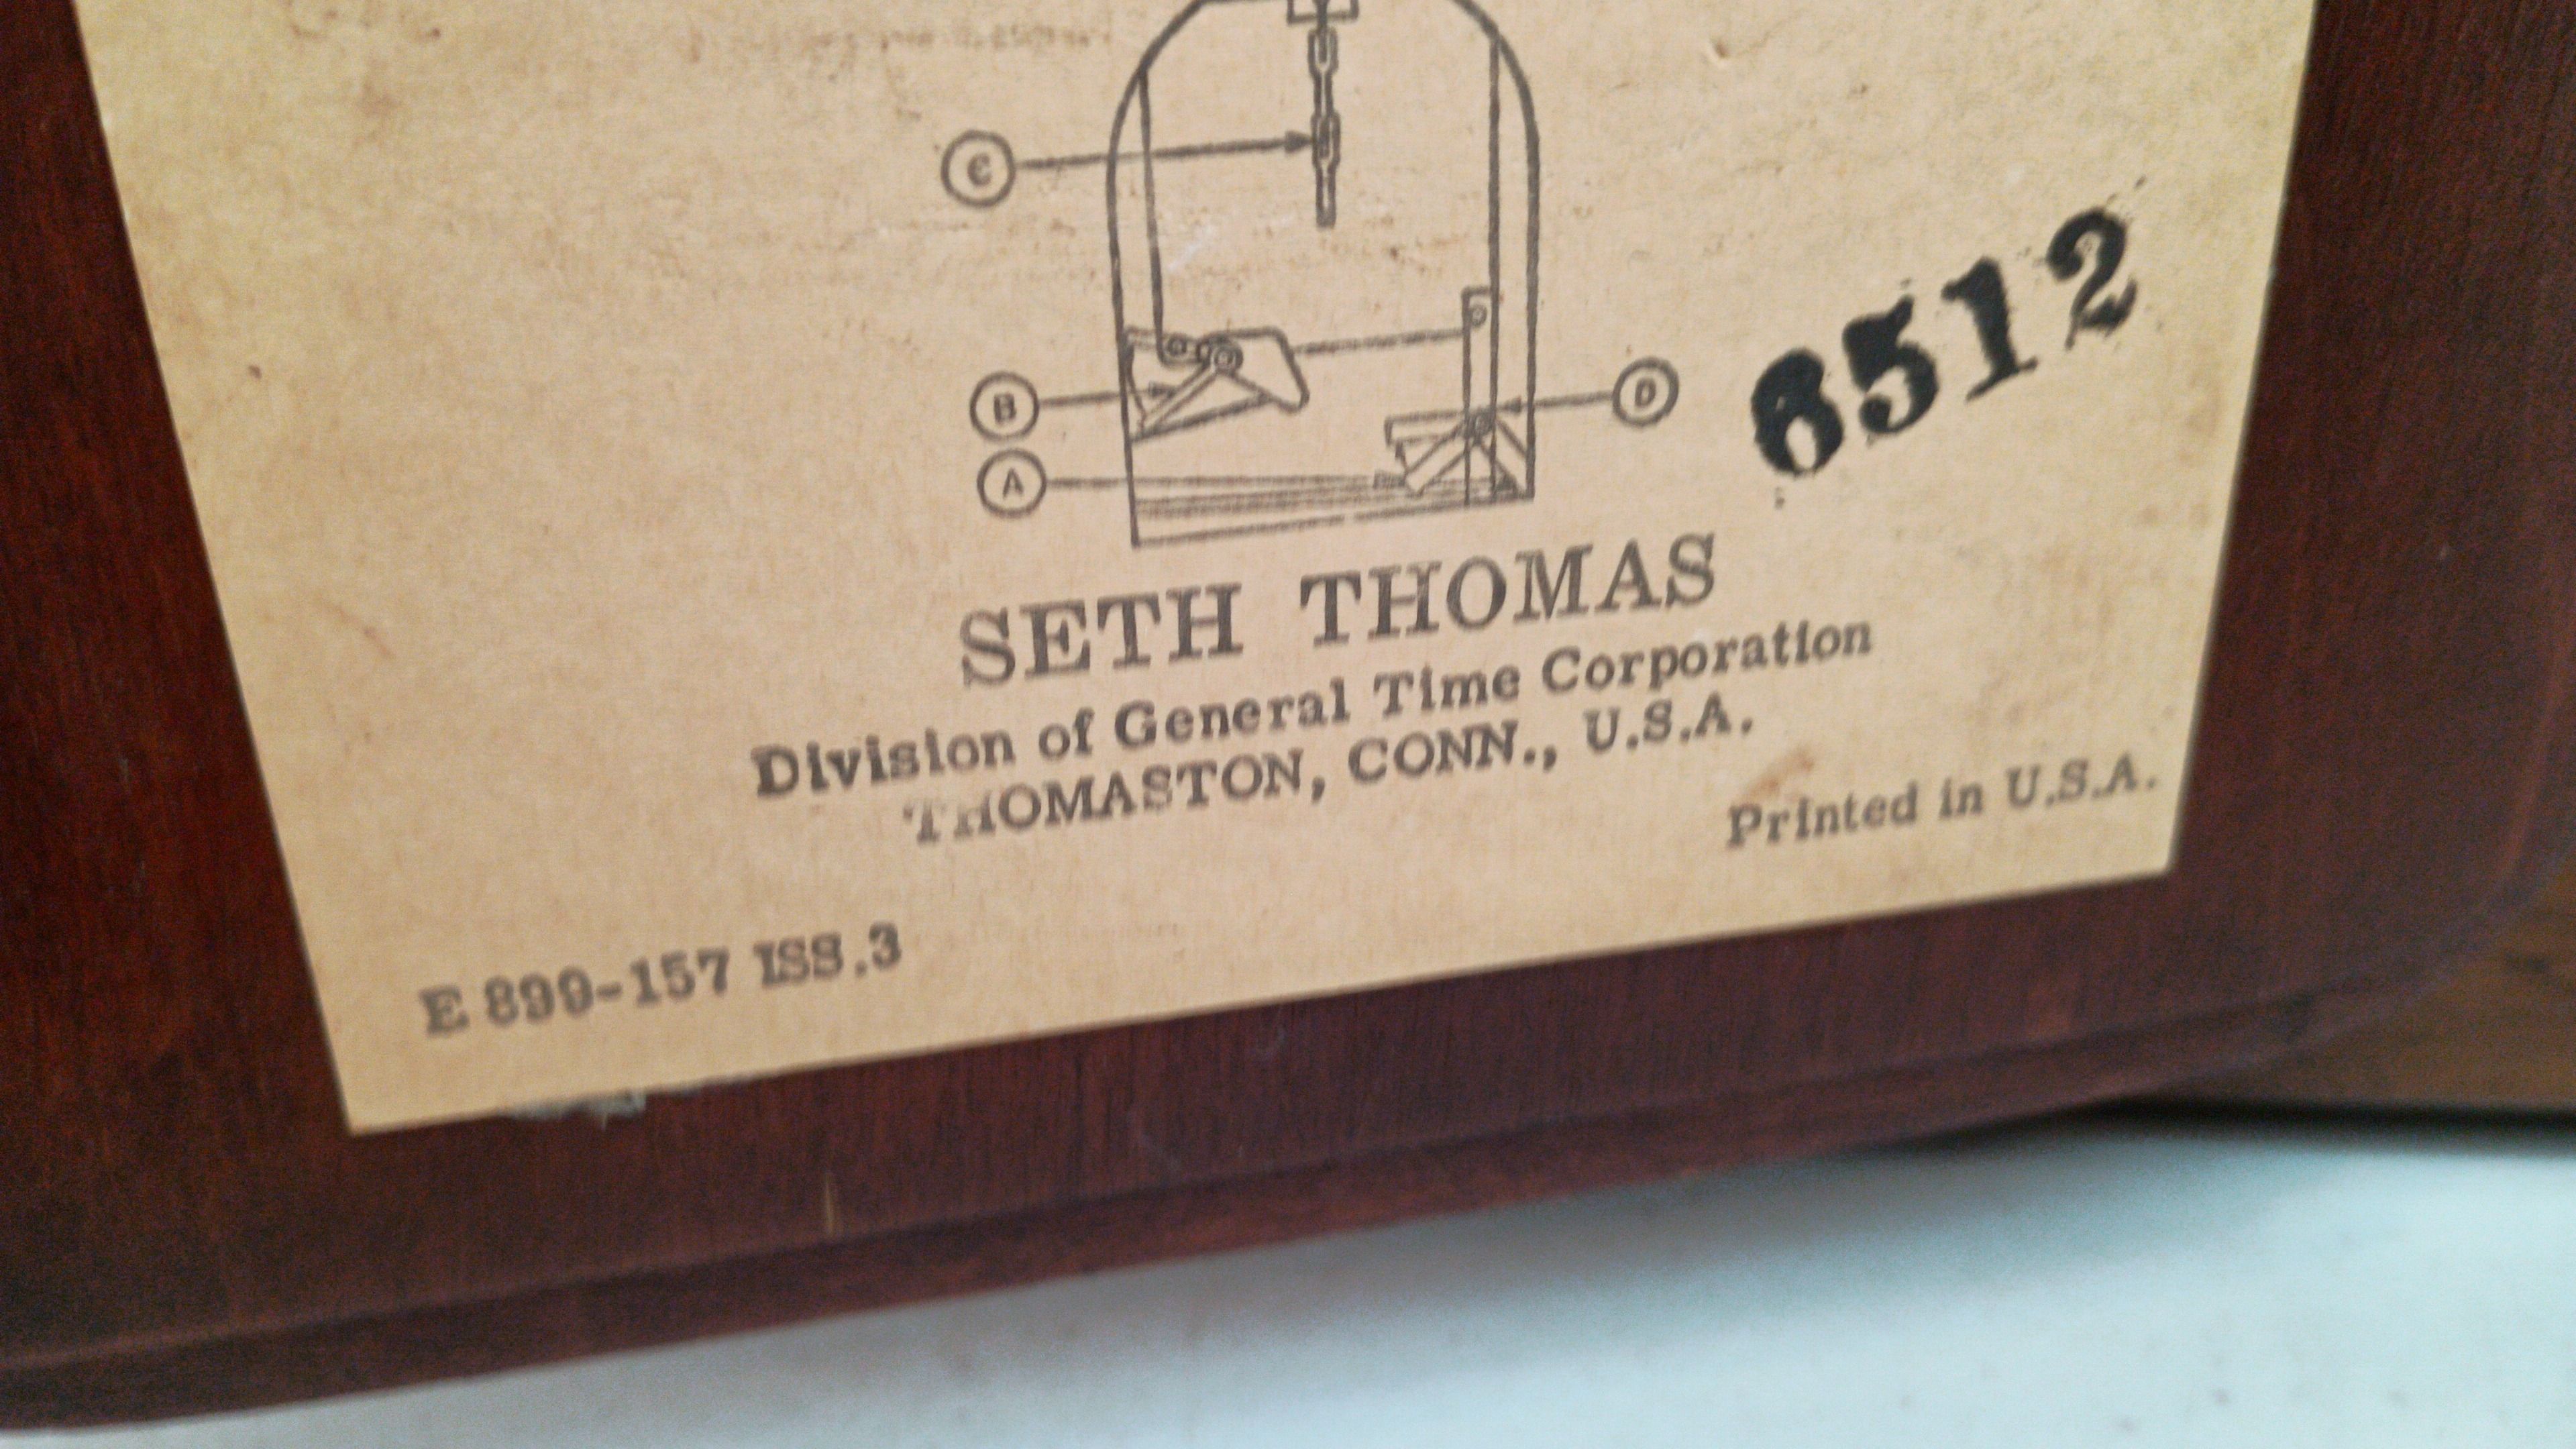 C
6512
B
D
A
SETH THOMAS
Division of General Time Corporation
THOMASTON, CONN., U.S.A.
Printed in U.S.A.
E 899-157 ISS.3